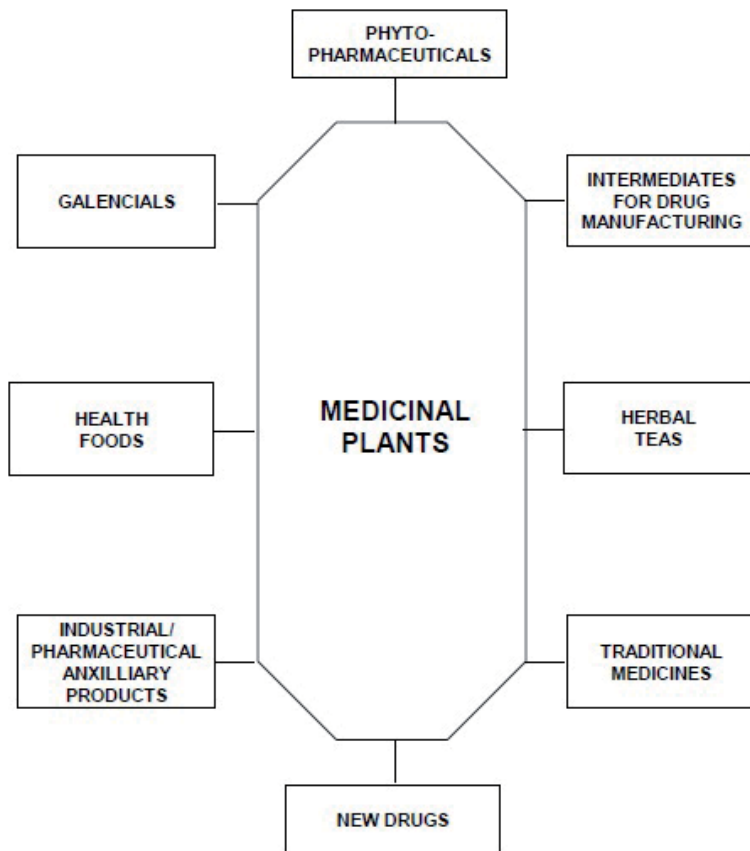 PHYTO-
PHARMACEUTICALS
GALENCIALS
INTERMEDIATES
FOR DRUG
MANUFACTURING
HEALTH
FOODS
MEDICINAL
PLANTS
HERBAL
TEAS
INDUSTRIAL/
PHARMACEUTICAL
ANXILLIARY
PRODUCTS
TRADITIONAL
MEDICINES
NEW DRUGS